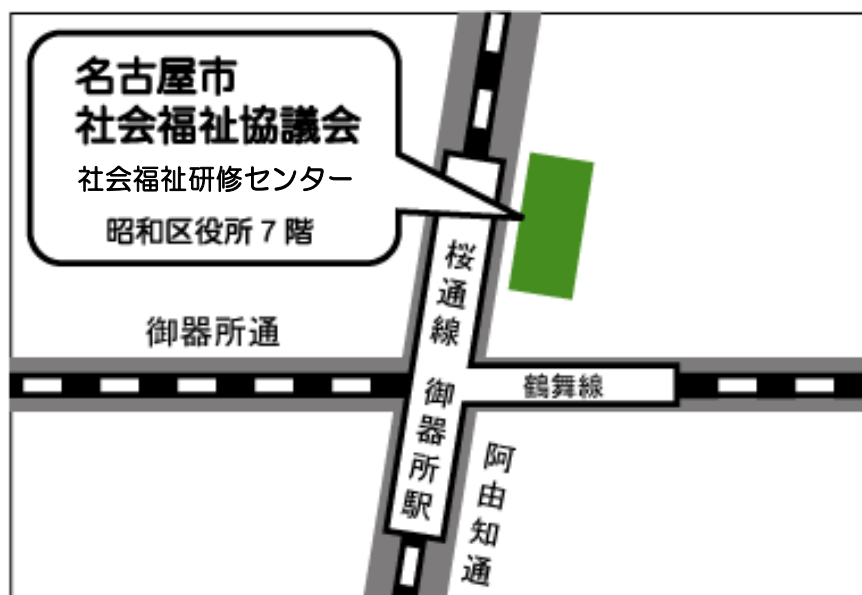 名古屋市
社会福祉協議会
社会福祉研修センター
昭和区役所7階
御器所通
桜通線 御器所駅
鶴舞線
阿由知通